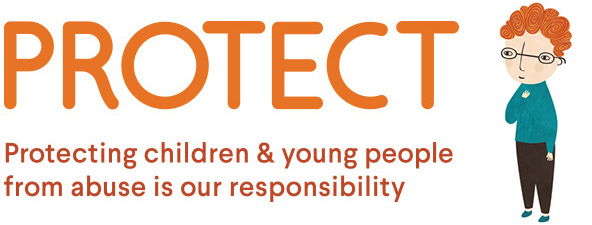 PROTECT
Protecting children & young people
from abuse is our responsibility